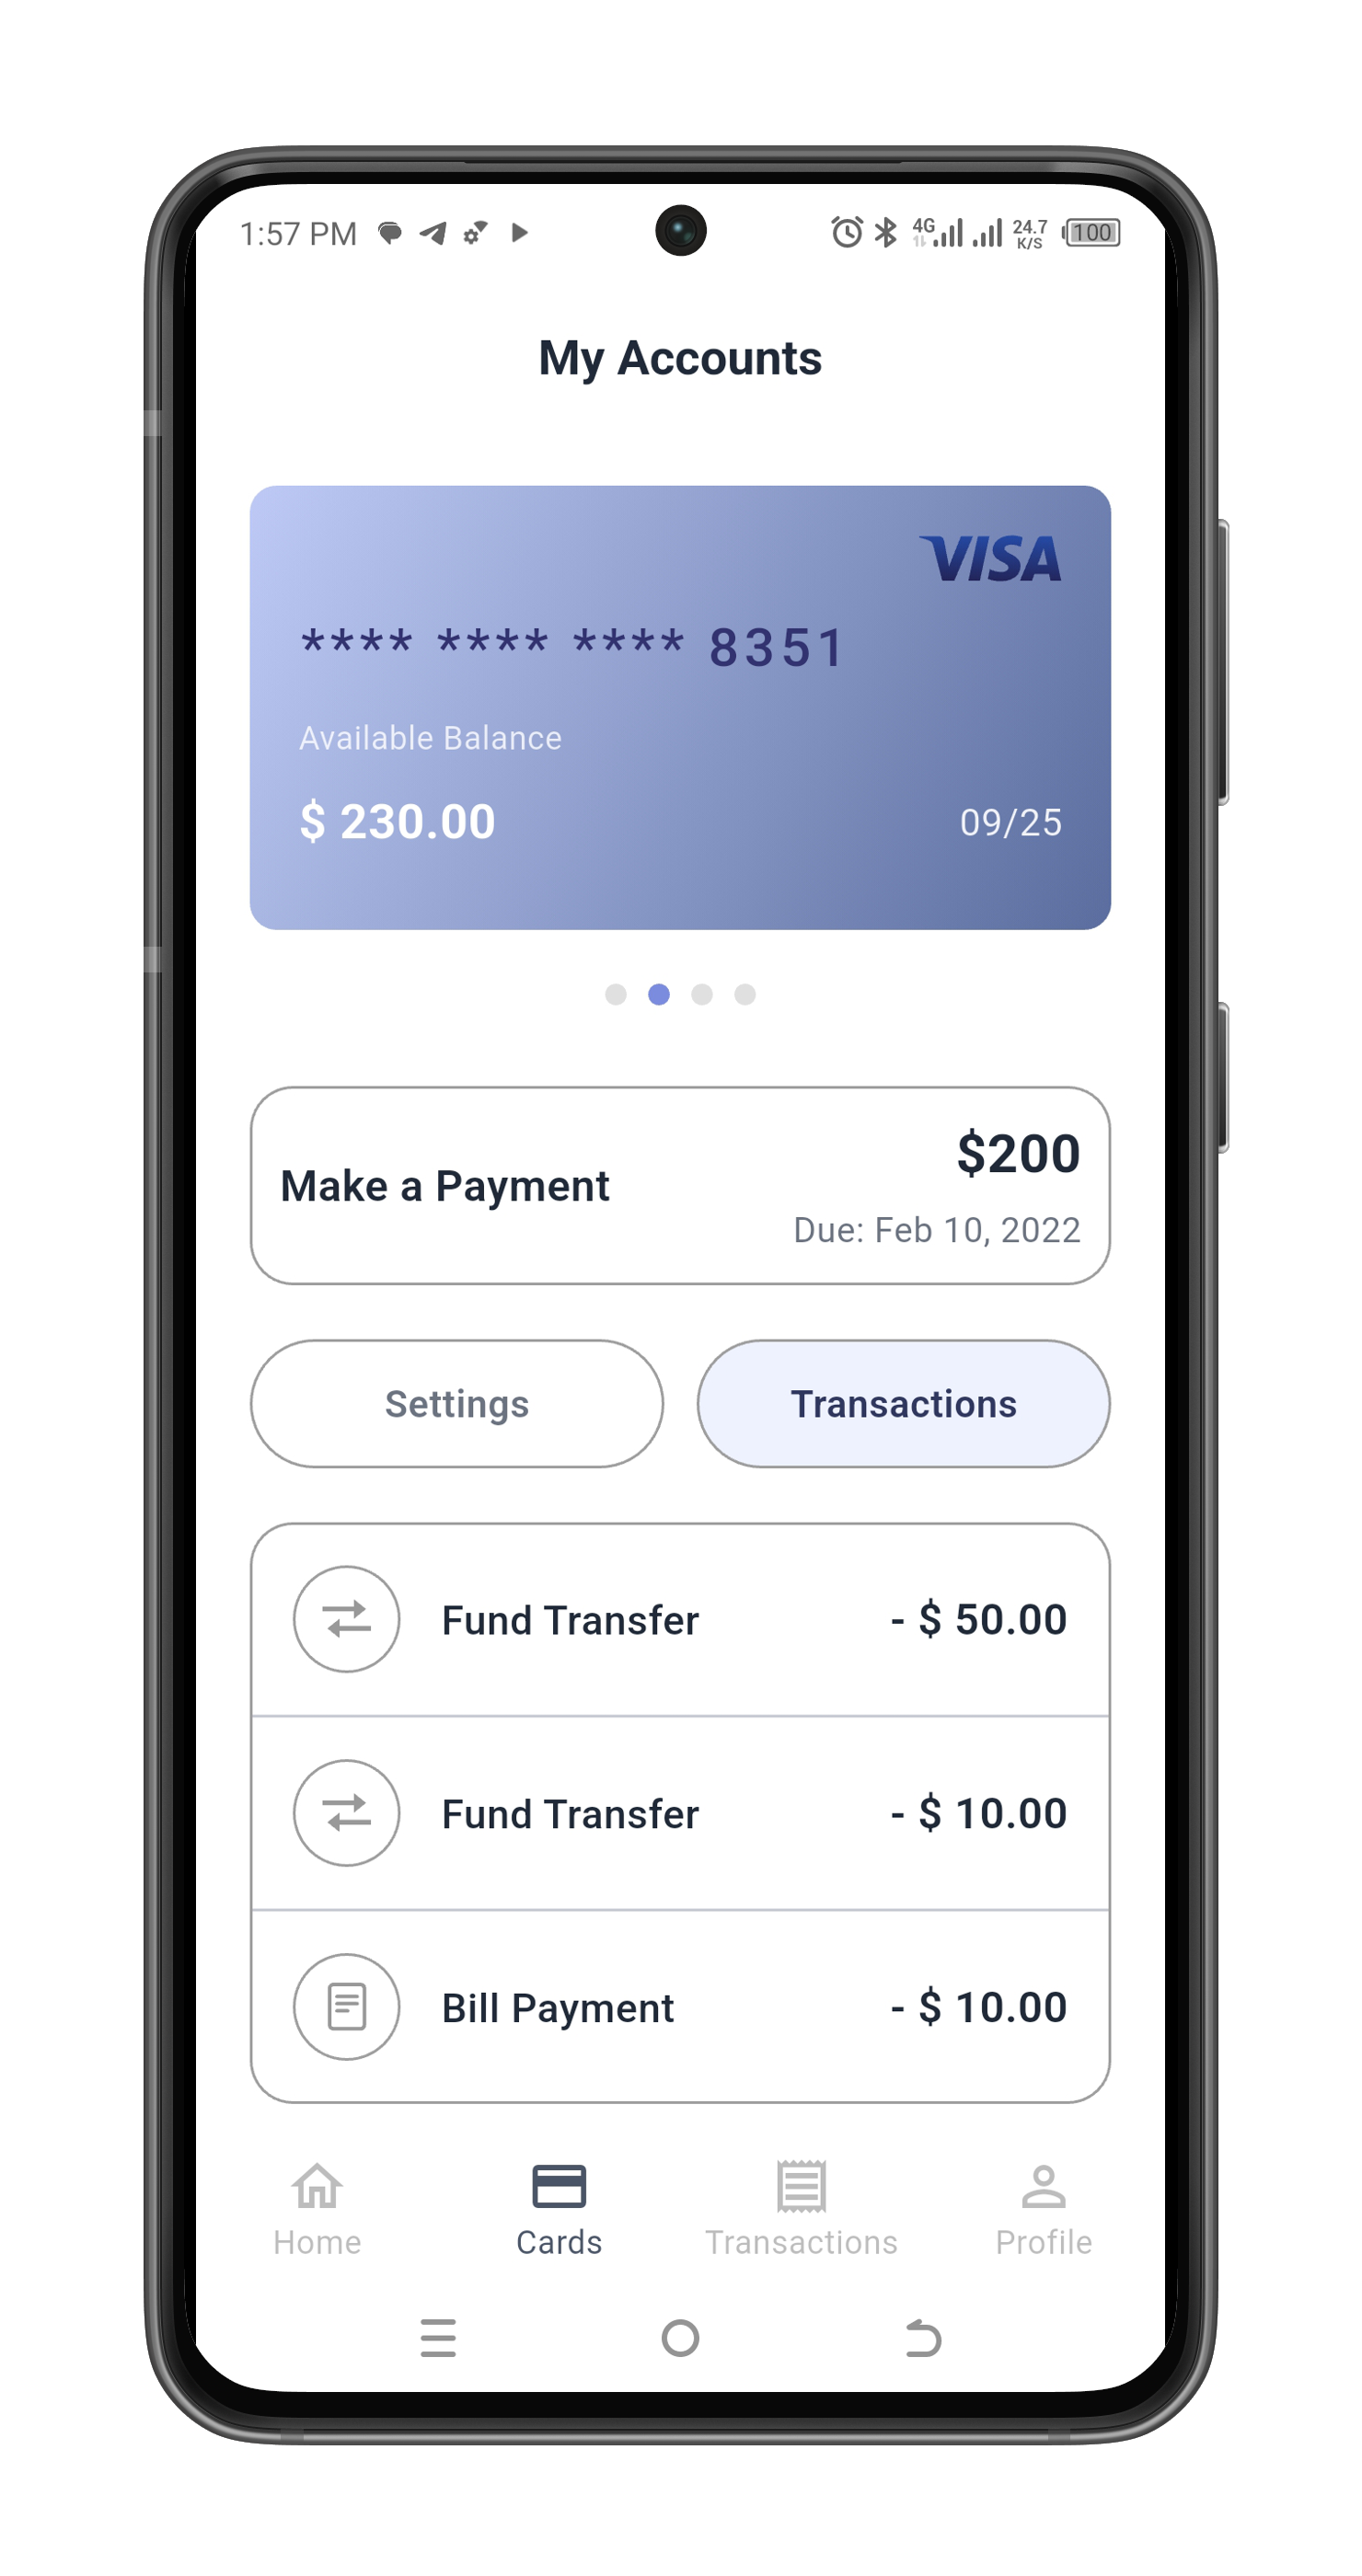 1:57 PM
4G
24.7
K/S
100
My Accounts
VISA
**** **** **** 8351
Available Balance
$ 230.00
09/25
Make a Payment
$200
Due: Feb 10, 2022
Settings
Transactions
Fund Transfer
- $ 50.00
Fund Transfer
- $ 10.00
Bill Payment
- $ 10.00
Home
Cards
Transactions
Profile